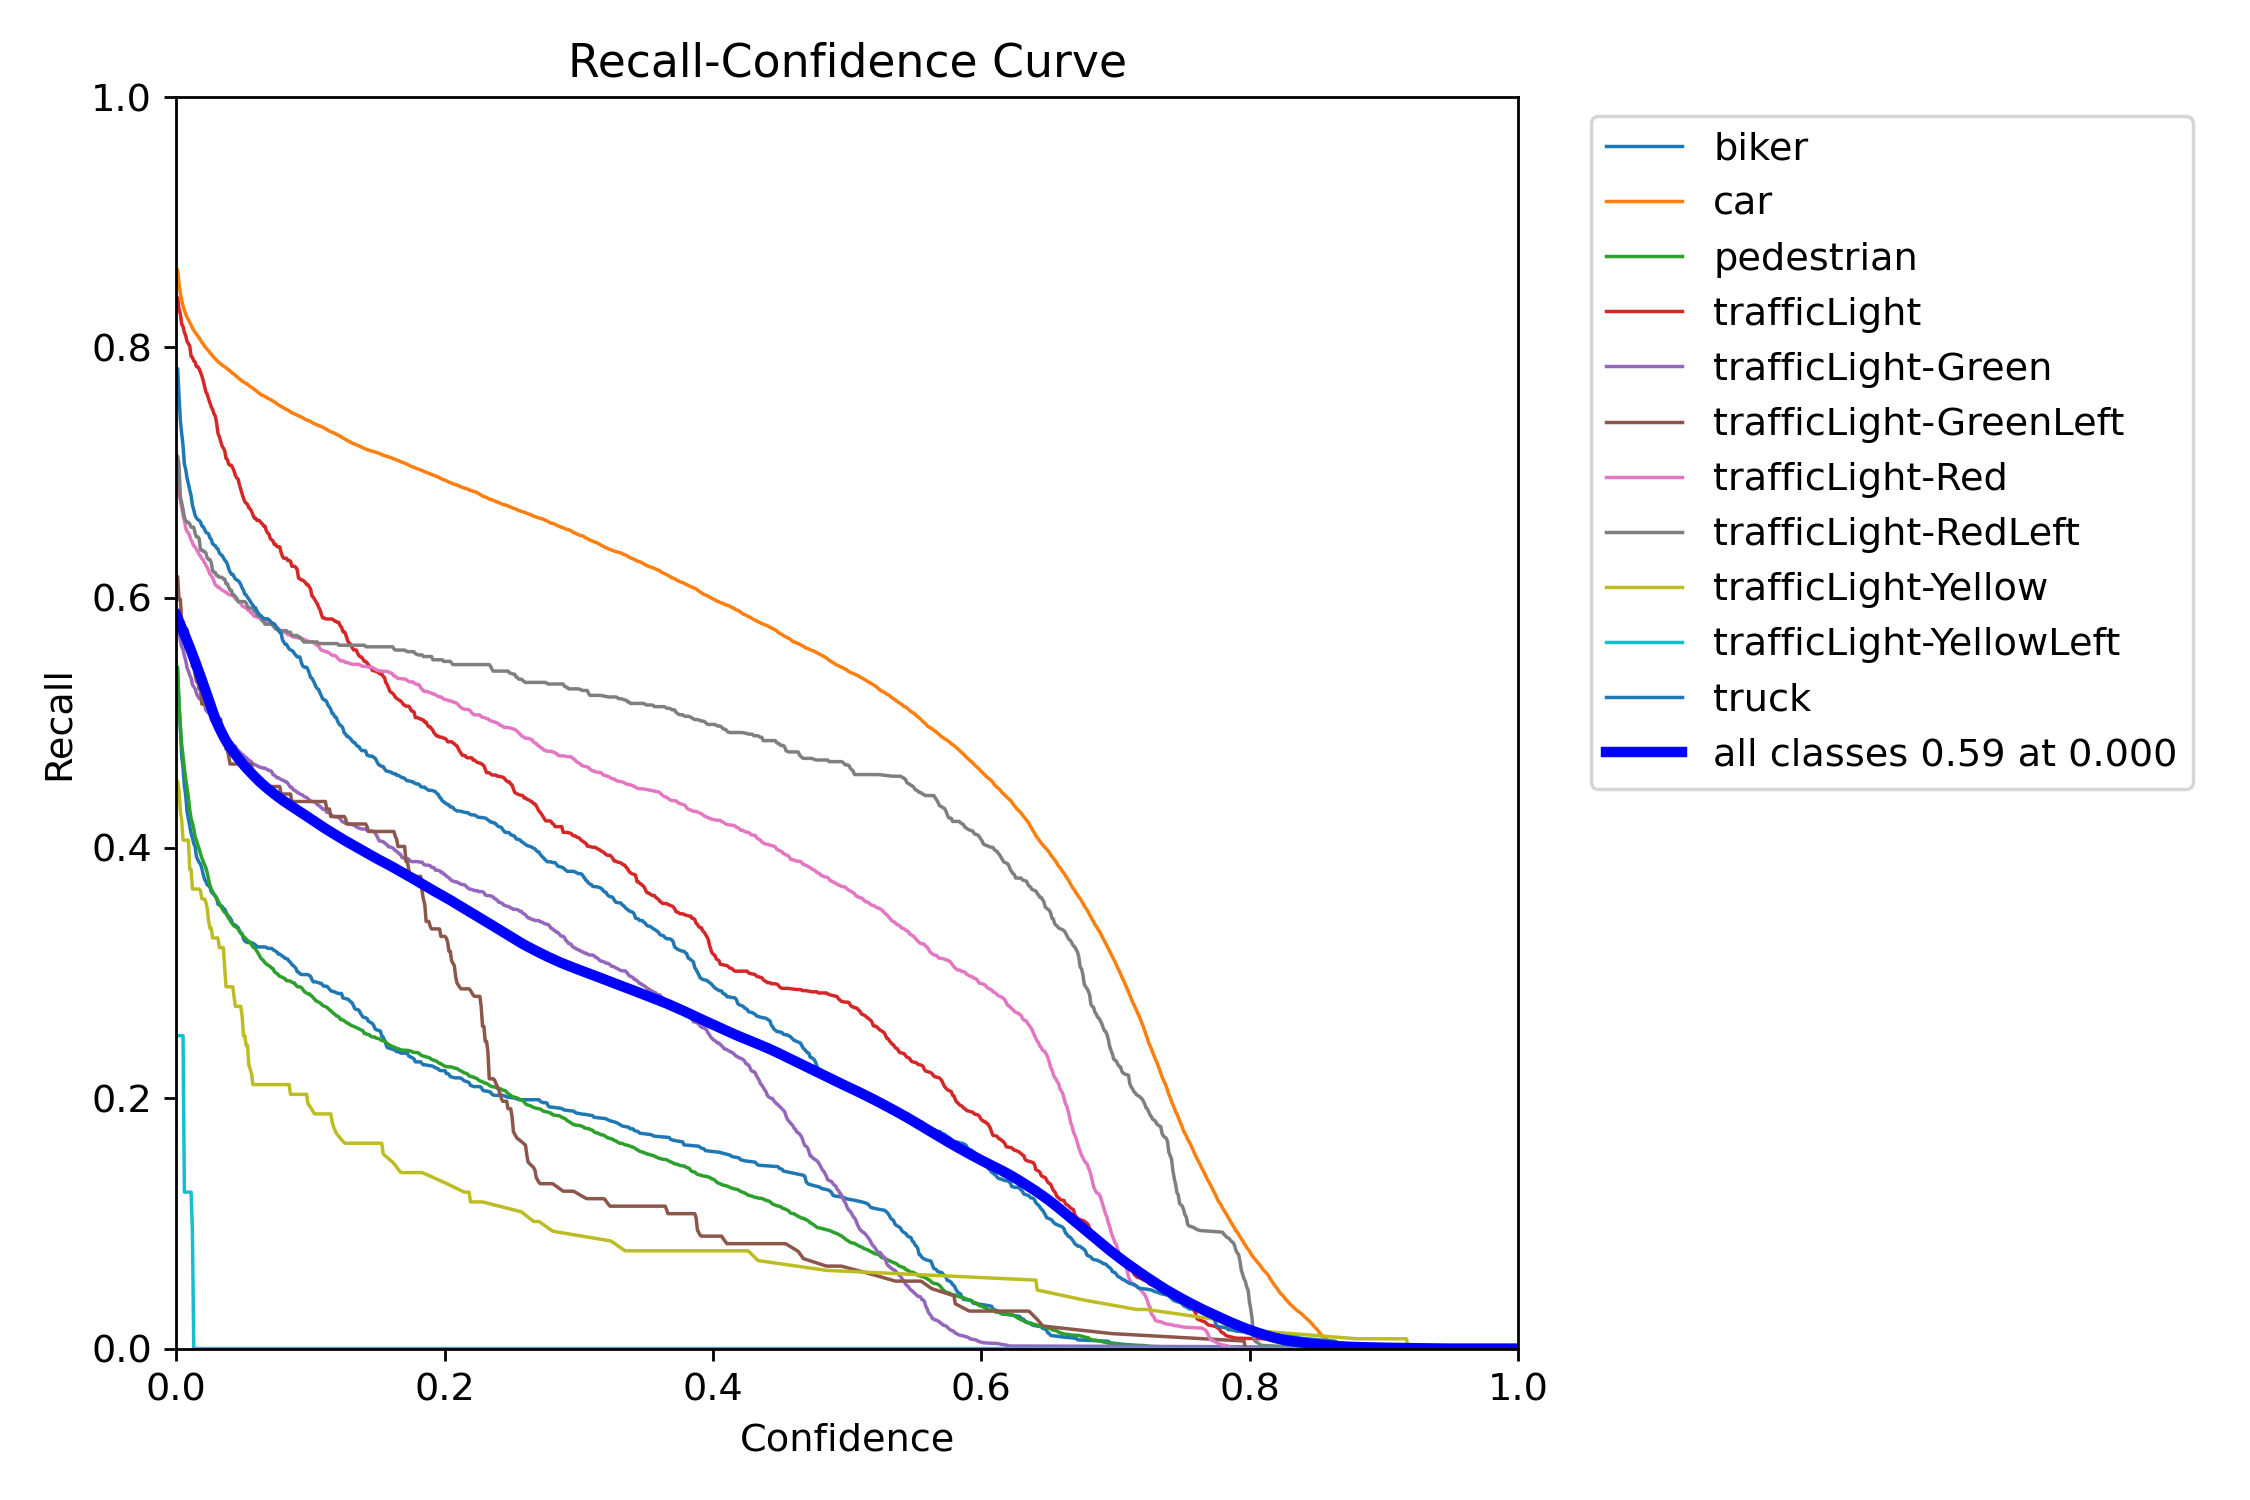 Recall-Confidence Curve
1.0
0.8
0.6
0.4
0.2
0.0
Recall
0.0 0.2 0.4 0.6 0.8 1.0
Confidence
biker
car
pedestrian
trafficLight
trafficLight-Green
trafficLight-GreenLeft
trafficLight-Red
trafficLight-RedLeft
trafficLight-Yellow
trafficLight-YellowLeft
truck
all classes 0.59 at 0.000